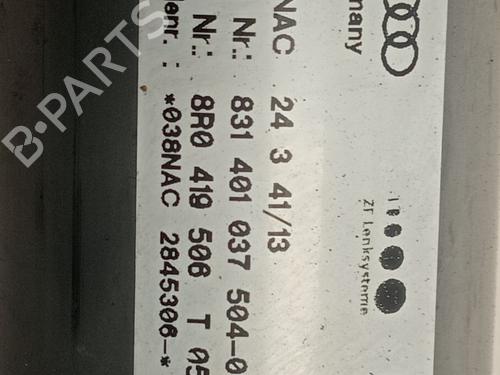 many
NAC 24 3 41/13
Nr.: 831 401 037 504-0
Nr.: 8R0 419 506 T 05
denr.: *038NAC 2845306-*
ZF Lenksysteme
B-PARTS